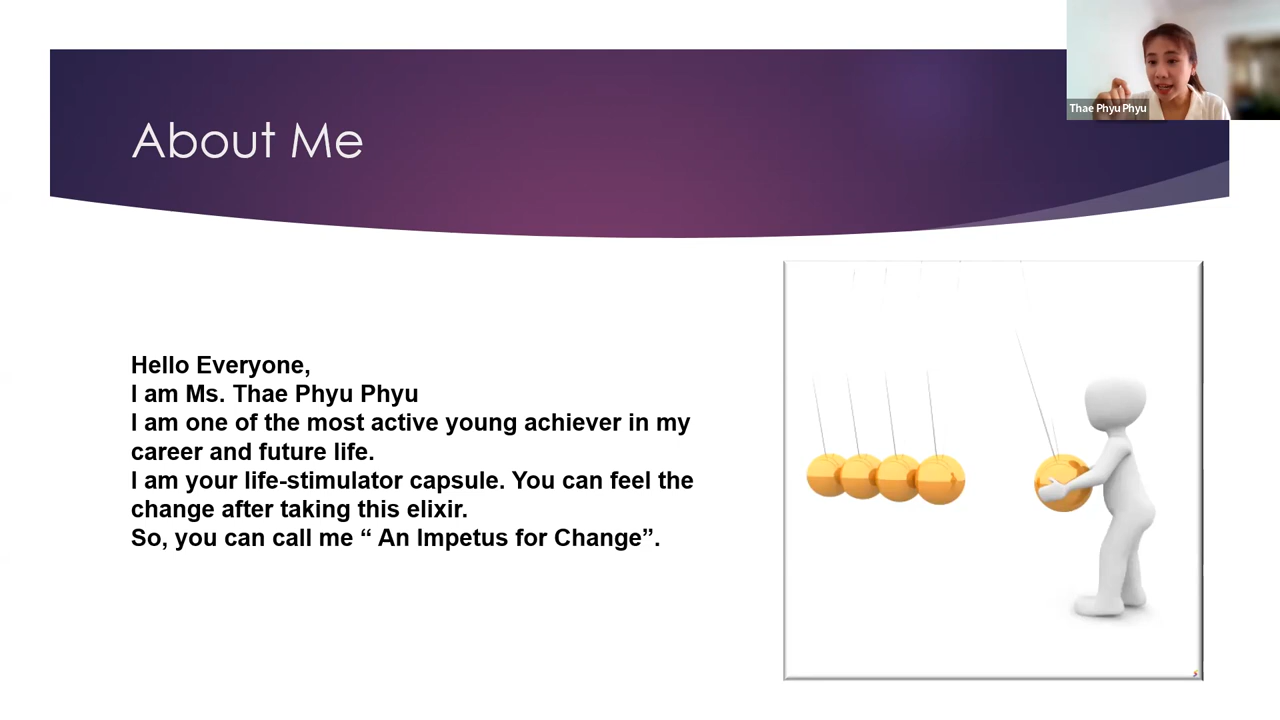 Thae Phyu Phyu
About Me
Hello Everyone,
I am Ms. Thae Phyu Phyu
I am one of the most active young achiever in my
career and future life.
I am your life-stimulator capsule. You can feel the
change after taking this elixir.
So, you can call me “ An Impetus for Change”.